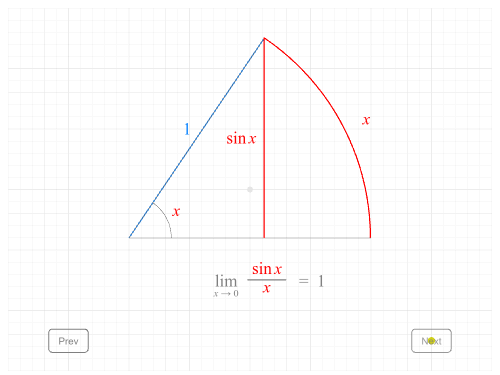 1
sin x
x
x
lim x → 0 sin x / x = 1
Prev
Next